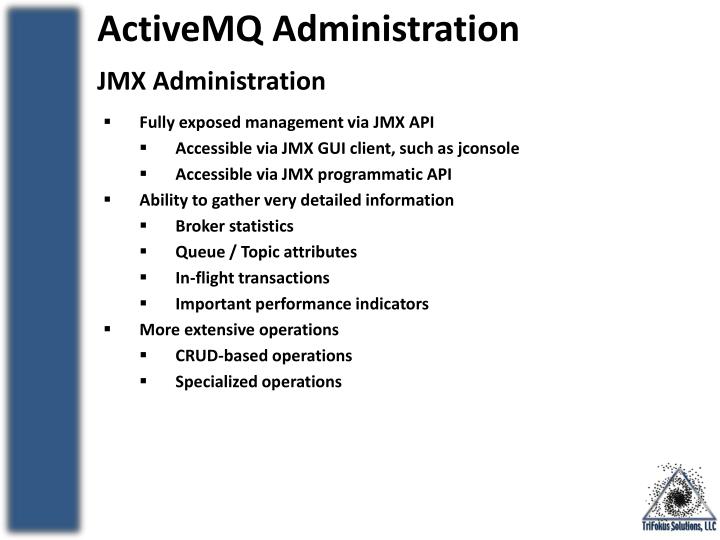 ActiveMQ Administration
JMX Administration
▪ Fully exposed management via JMX API
▪ Accessible via JMX GUI client, such as jconsole
▪ Accessible via JMX programmatic API
▪ Ability to gather very detailed information
▪ Broker statistics
▪ Queue / Topic attributes
▪ In-flight transactions
▪ Important performance indicators
▪ More extensive operations
▪ CRUD-based operations
▪ Specialized operations
TriFokus Solutions, LLC